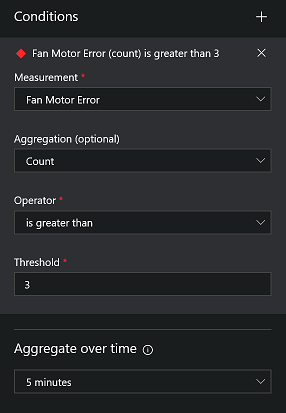 Conditions
Fan Motor Error (count) is greater than 3
Measurement *
Fan Motor Error
Aggregation (optional)
Count
Operator *
is greater than
Threshold *
3
Aggregate over time
5 minutes